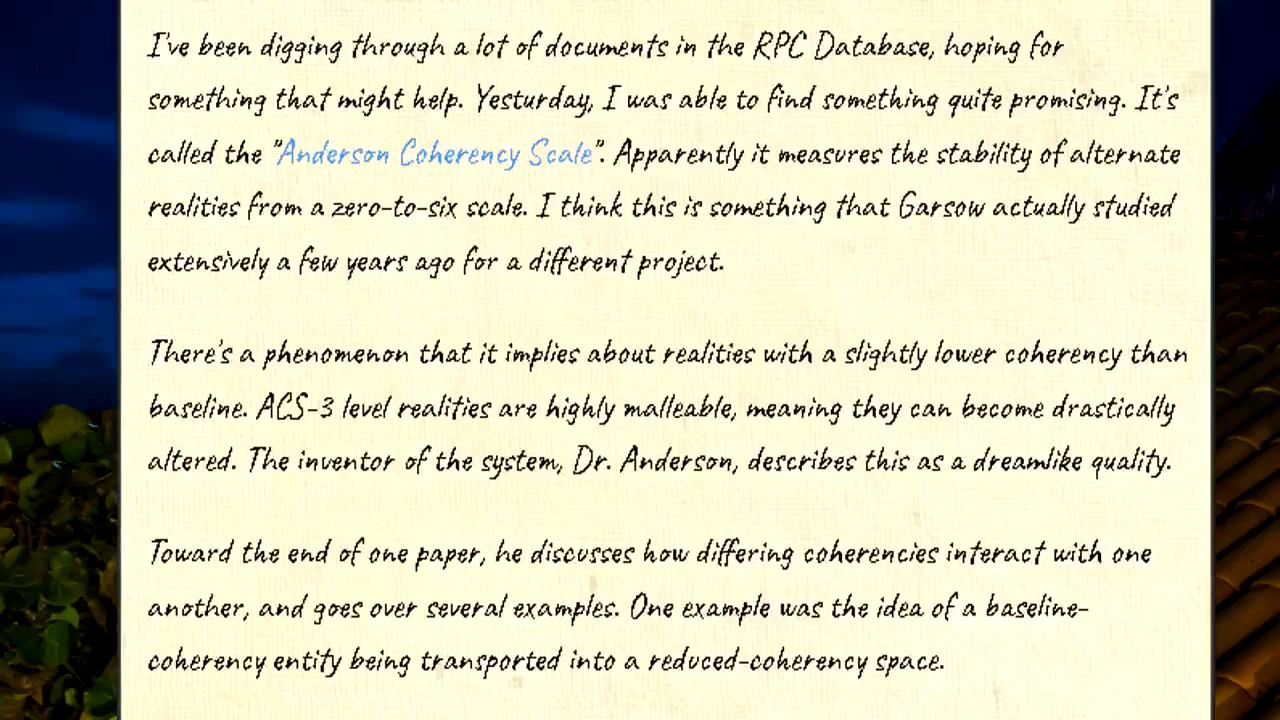 I've been digging through a lot of documents in the RPC Database, hoping for
something that might help. Yesturday, I was able to find something quite promising. It's
called the "Anderson Coherency Scale". Apparently it measures the stability of alternate
realities from a zero-to-six scale. I think this is something that Garsow actually studied
extensively a few years ago for a different project.
There's a phenomenon that it implies about realities with a slightly lower coherency than
baseline. ACS-3 level realities are highly malleable, meaning they can become drastically
altered. The inventor of the system, Dr. Anderson, describes this as a dreamlike quality.
Toward the end of one paper, he discusses how differing coherencies interact with one
another, and goes over several examples. One example was the idea of a baseline-
coherency entity being transported into a reduced-coherency space.